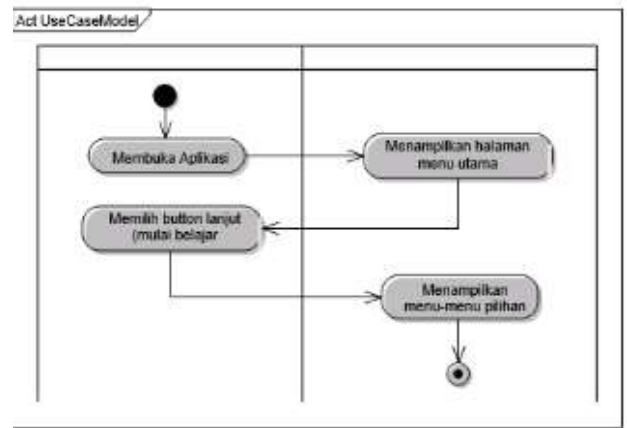 Act UseCaseModel
Membuka Aplikasi
Menampilkan halaman
menu utama
Memilih button lanjut
(mulai belajar
Menampilkan
menu-menu pilihan